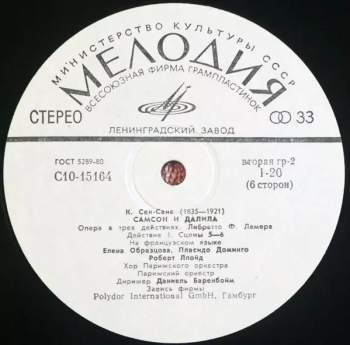 МИНИСТЕРСТВО КУЛЬТУРЫ СССР
МЕЛОДИЯ
ВСЕСОЮЗНАЯ ФИРМА ГРАМПЛАСТИНОК
СТЕРЕО
33
ЛЕНИНГРАДСКИЙ ЗАВОД
ГОСТ 5289-80
С10-15164
вторая гр-2
1-20
(6 сторон)
К. Сен-Санс (1835—1921)
САМСОН И ДАЛИЛА
Опера в трех действиях. Либретто Ф. Лемера
Действие I. Сцены 5—6
На французском языке
Елена Образцова, Пласидо Доминго
Роберт Ллойд
Хор Парижского оркестра
Парижский оркестр
Дирижер Даниель Баренбойм
Запись фирмы
Polydor International GmbH, Гамбург